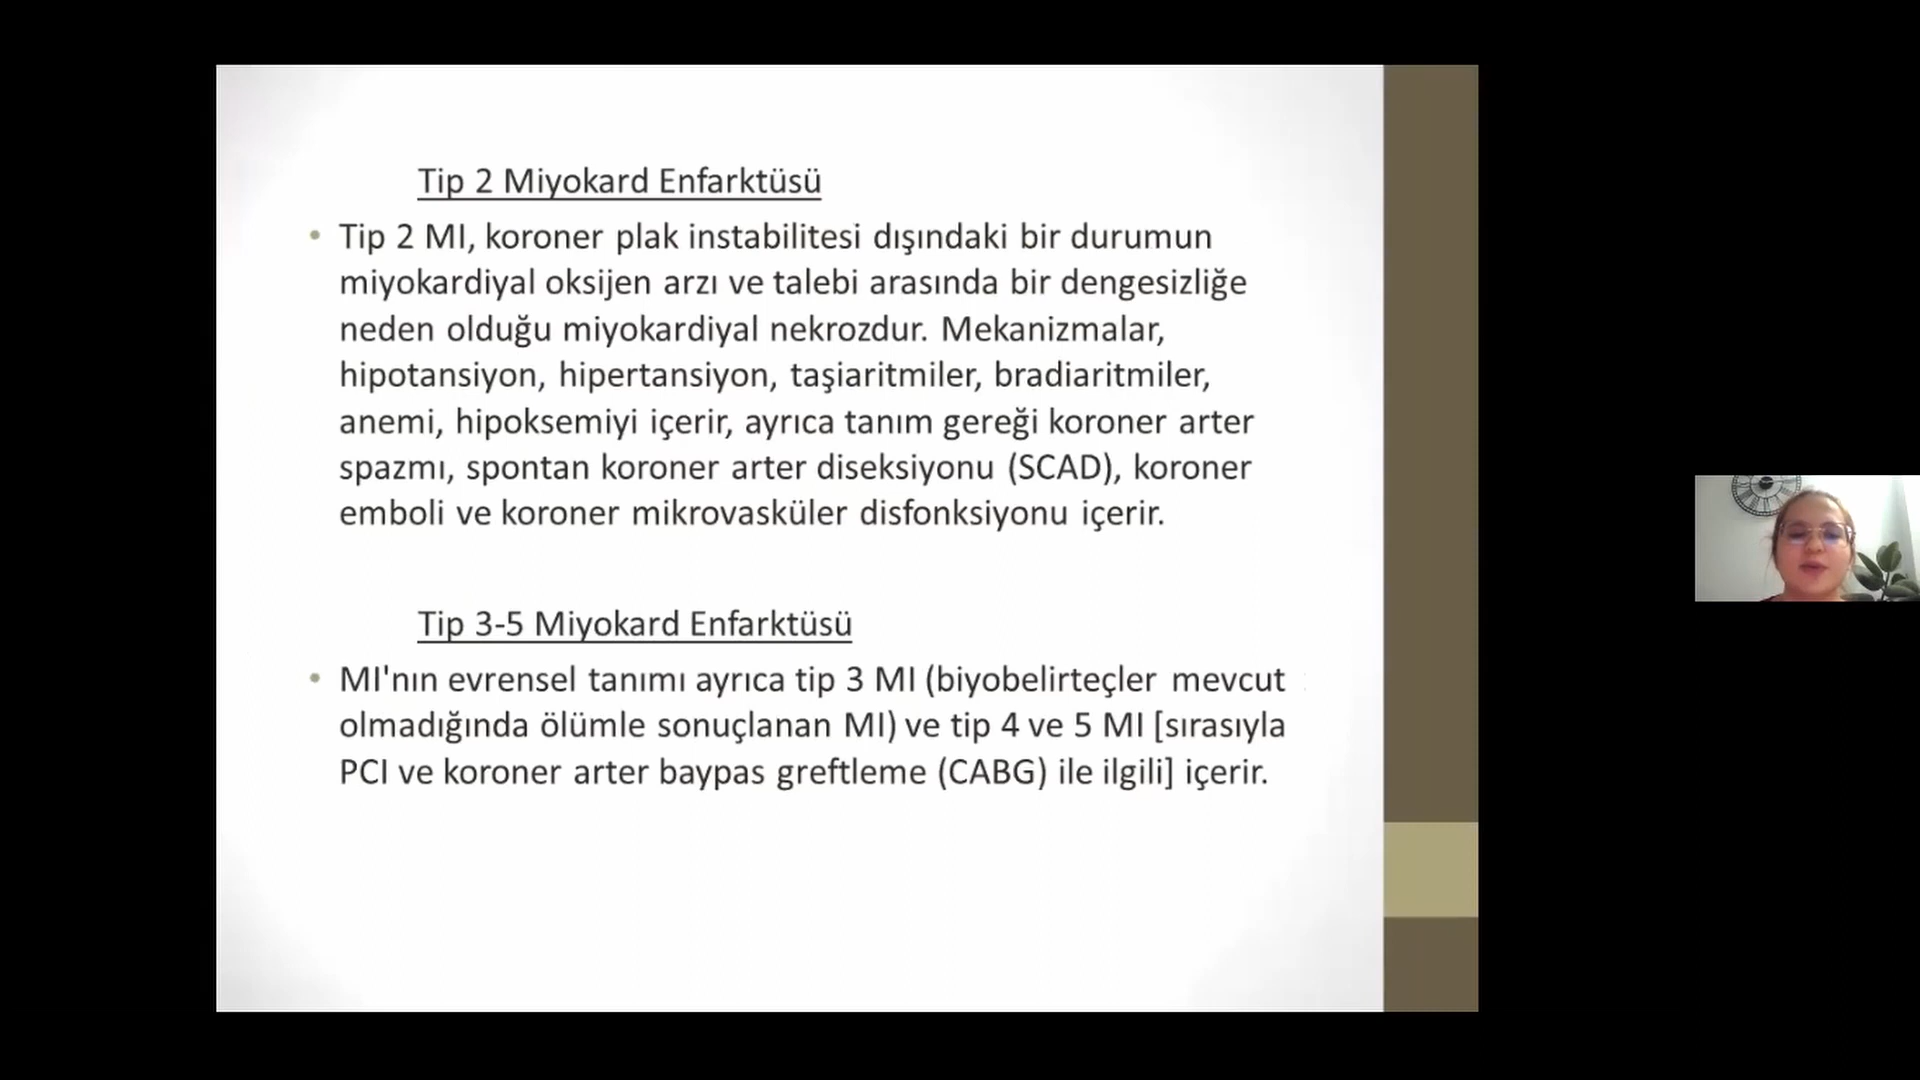 Tip 2 Miyokard Enfarktüsü
• Tip 2 MI, koroner plak instabilitesi dışındaki bir durumun
miyokardiyal oksijen arzı ve talebi arasında bir dengesizliğe
neden olduğu miyokardiyal nekrozdur. Mekanizmalar,
hipotansiyon, hipertansiyon, taşiaritmiler, bradiaritmiler,
anemi, hipoksemiyi içerir, ayrıca tanım gereği koroner arter
spazmı, spontan koroner arter diseksiyonu (SCAD), koroner
emboli ve koroner mikrovasküler disfonksiyonu içerir.
Tip 3-5 Miyokard Enfarktüsü
• MI'nın evrensel tanımı ayrıca tip 3 MI (biyobelirteçler mevcut
olmadığında ölümle sonuçlanan MI) ve tip 4 ve 5 MI [sırasıyla
PCI ve koroner arter baypas greftleme (CABG) ile ilgili] içerir.